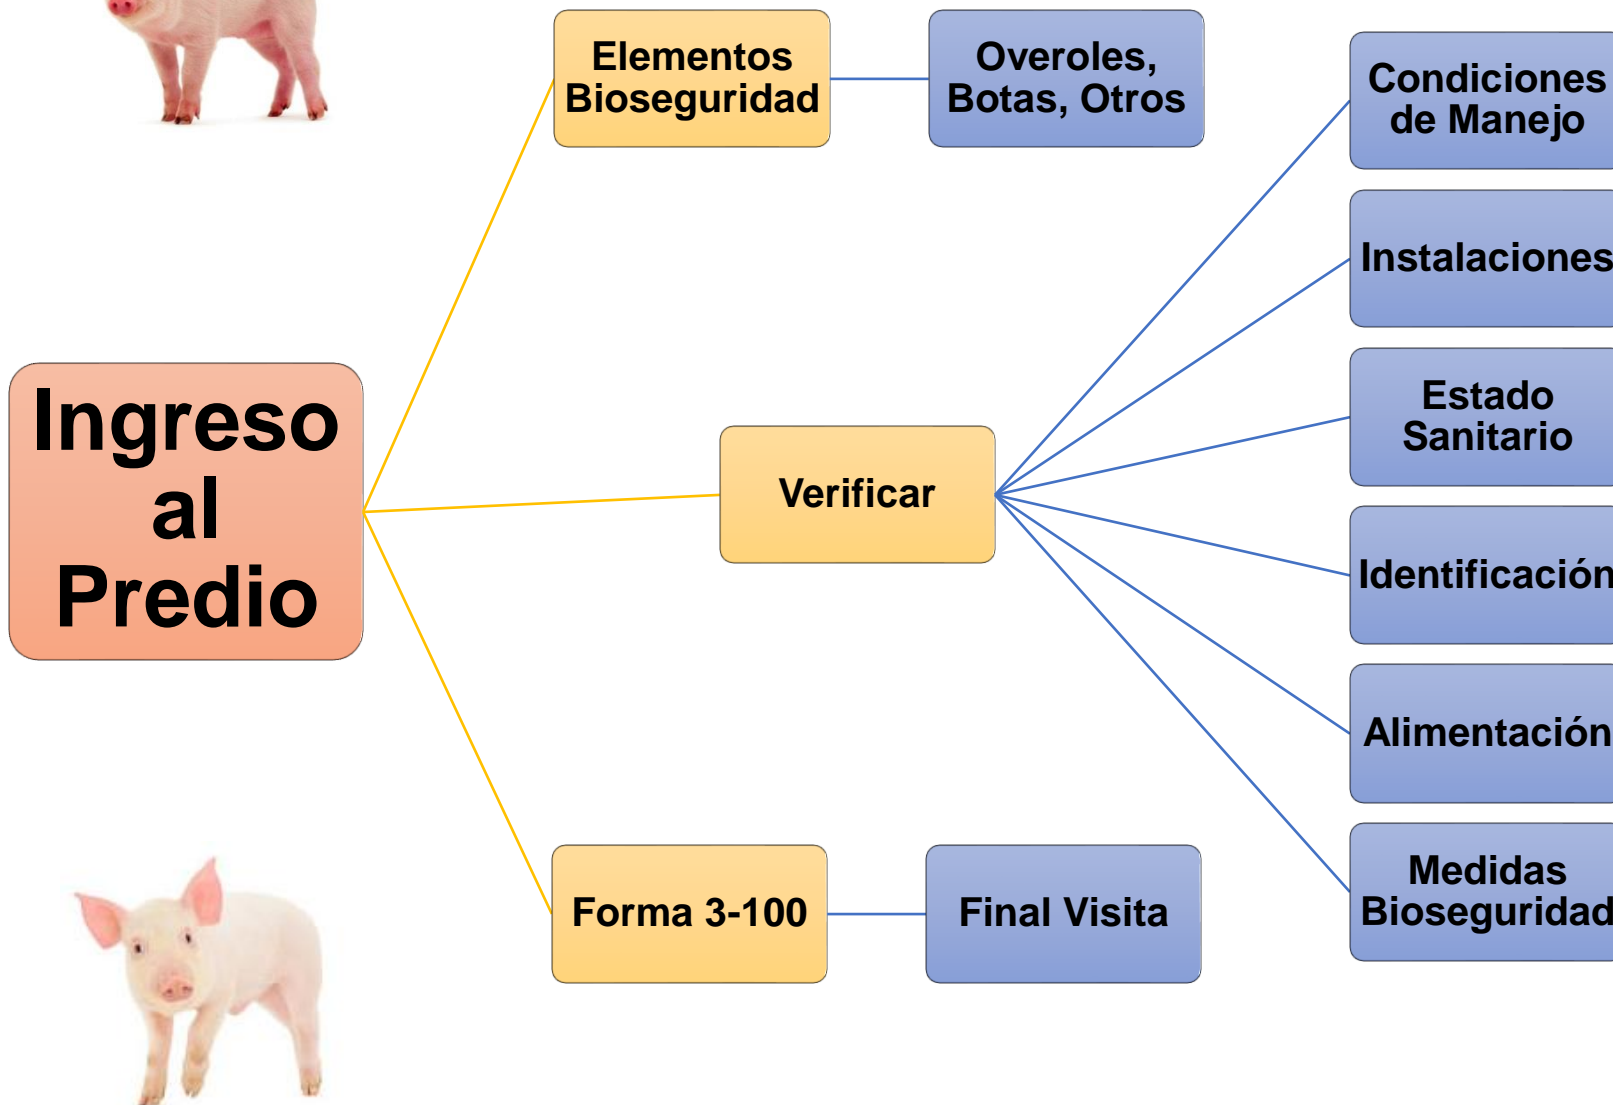 Ingreso
al
Predio
Elementos
Bioseguridad
Overoles,
Botas, Otros
Verificar
Condiciones
de Manejo
Instalaciones
Estado
Sanitario
Identificación
Alimentación
Medidas
Bioseguridad
Forma 3-100
Final Visita